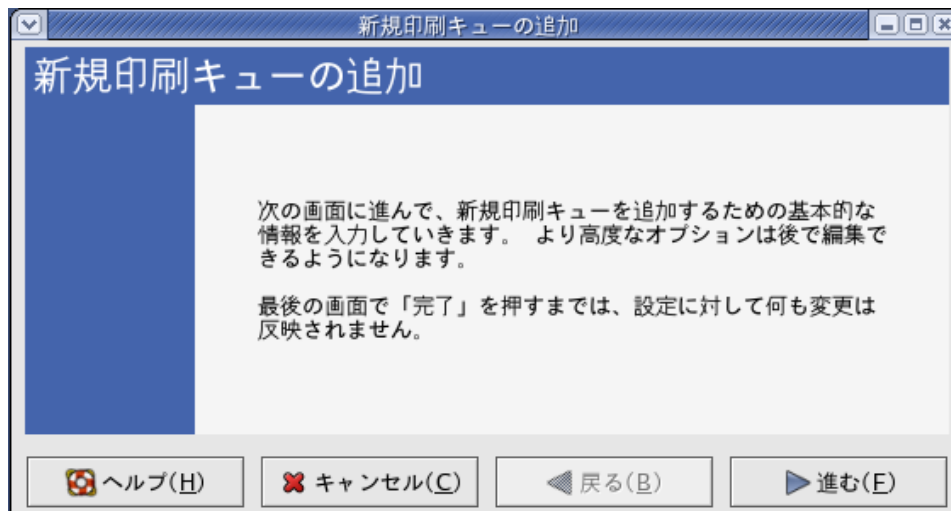 新規印刷キューの追加
新規印刷キューの追加
次の画面に進んで、新規印刷キューを追加するための基本的な
情報を入力していきます。 より高度なオプションは後で編集で
きるようになります。
最後の画面で「完了」を押すまでは、設定に対して何も変更は
反映されません。
ヘルプ(H) キャンセル(C) 戻る(B) 進む(F)